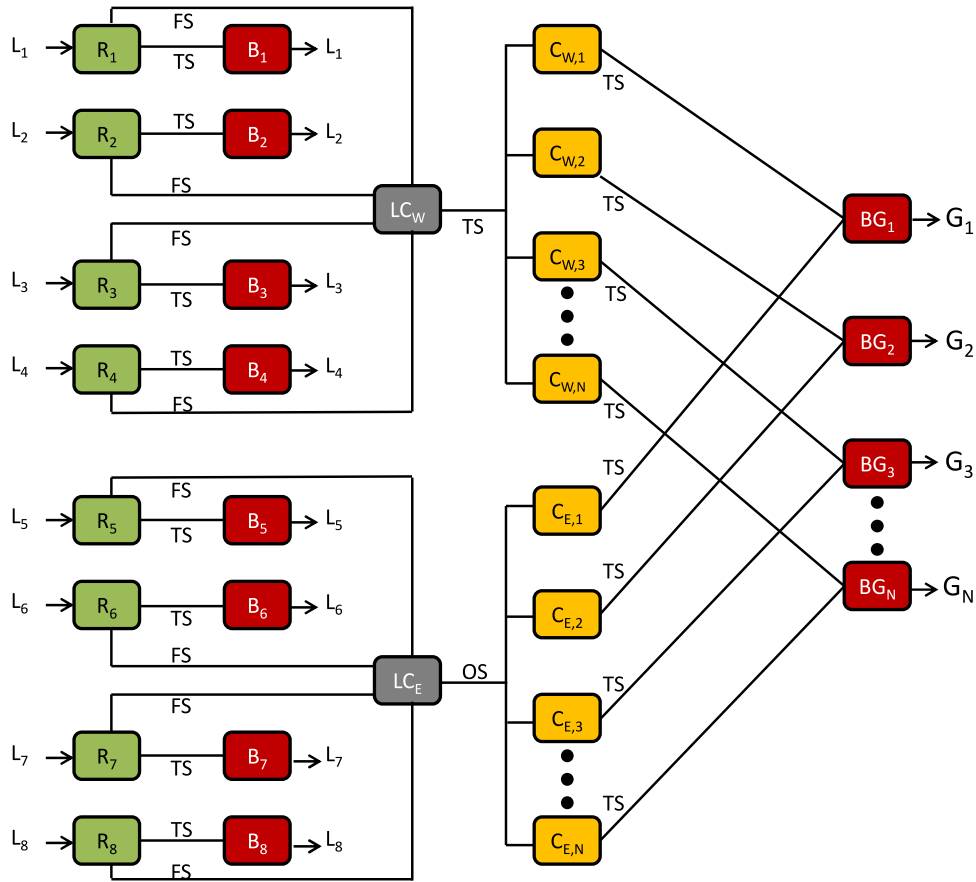 FS
L1 R1 TS B1 L1
L2 R2 TS B2 L2
FS
LCW
TS
FS
L3 R3 TS B3 L3
L4 R4 TS B4 L4
FS
FS
L5 R5 TS B5 L5
L6 R6 TS B6 L6
FS
LCE
OS
FS
L7 R7 TS B7 L7
L8 R8 TS B8 L8
FS
CW,1 TS
CW,2 TS
CW,3 TS
CW,N TS
CE,1 TS
CE,2 TS
CE,3 TS
CE,N TS
BG1 G1
BG2 G2
BG3 G3
BGN GN